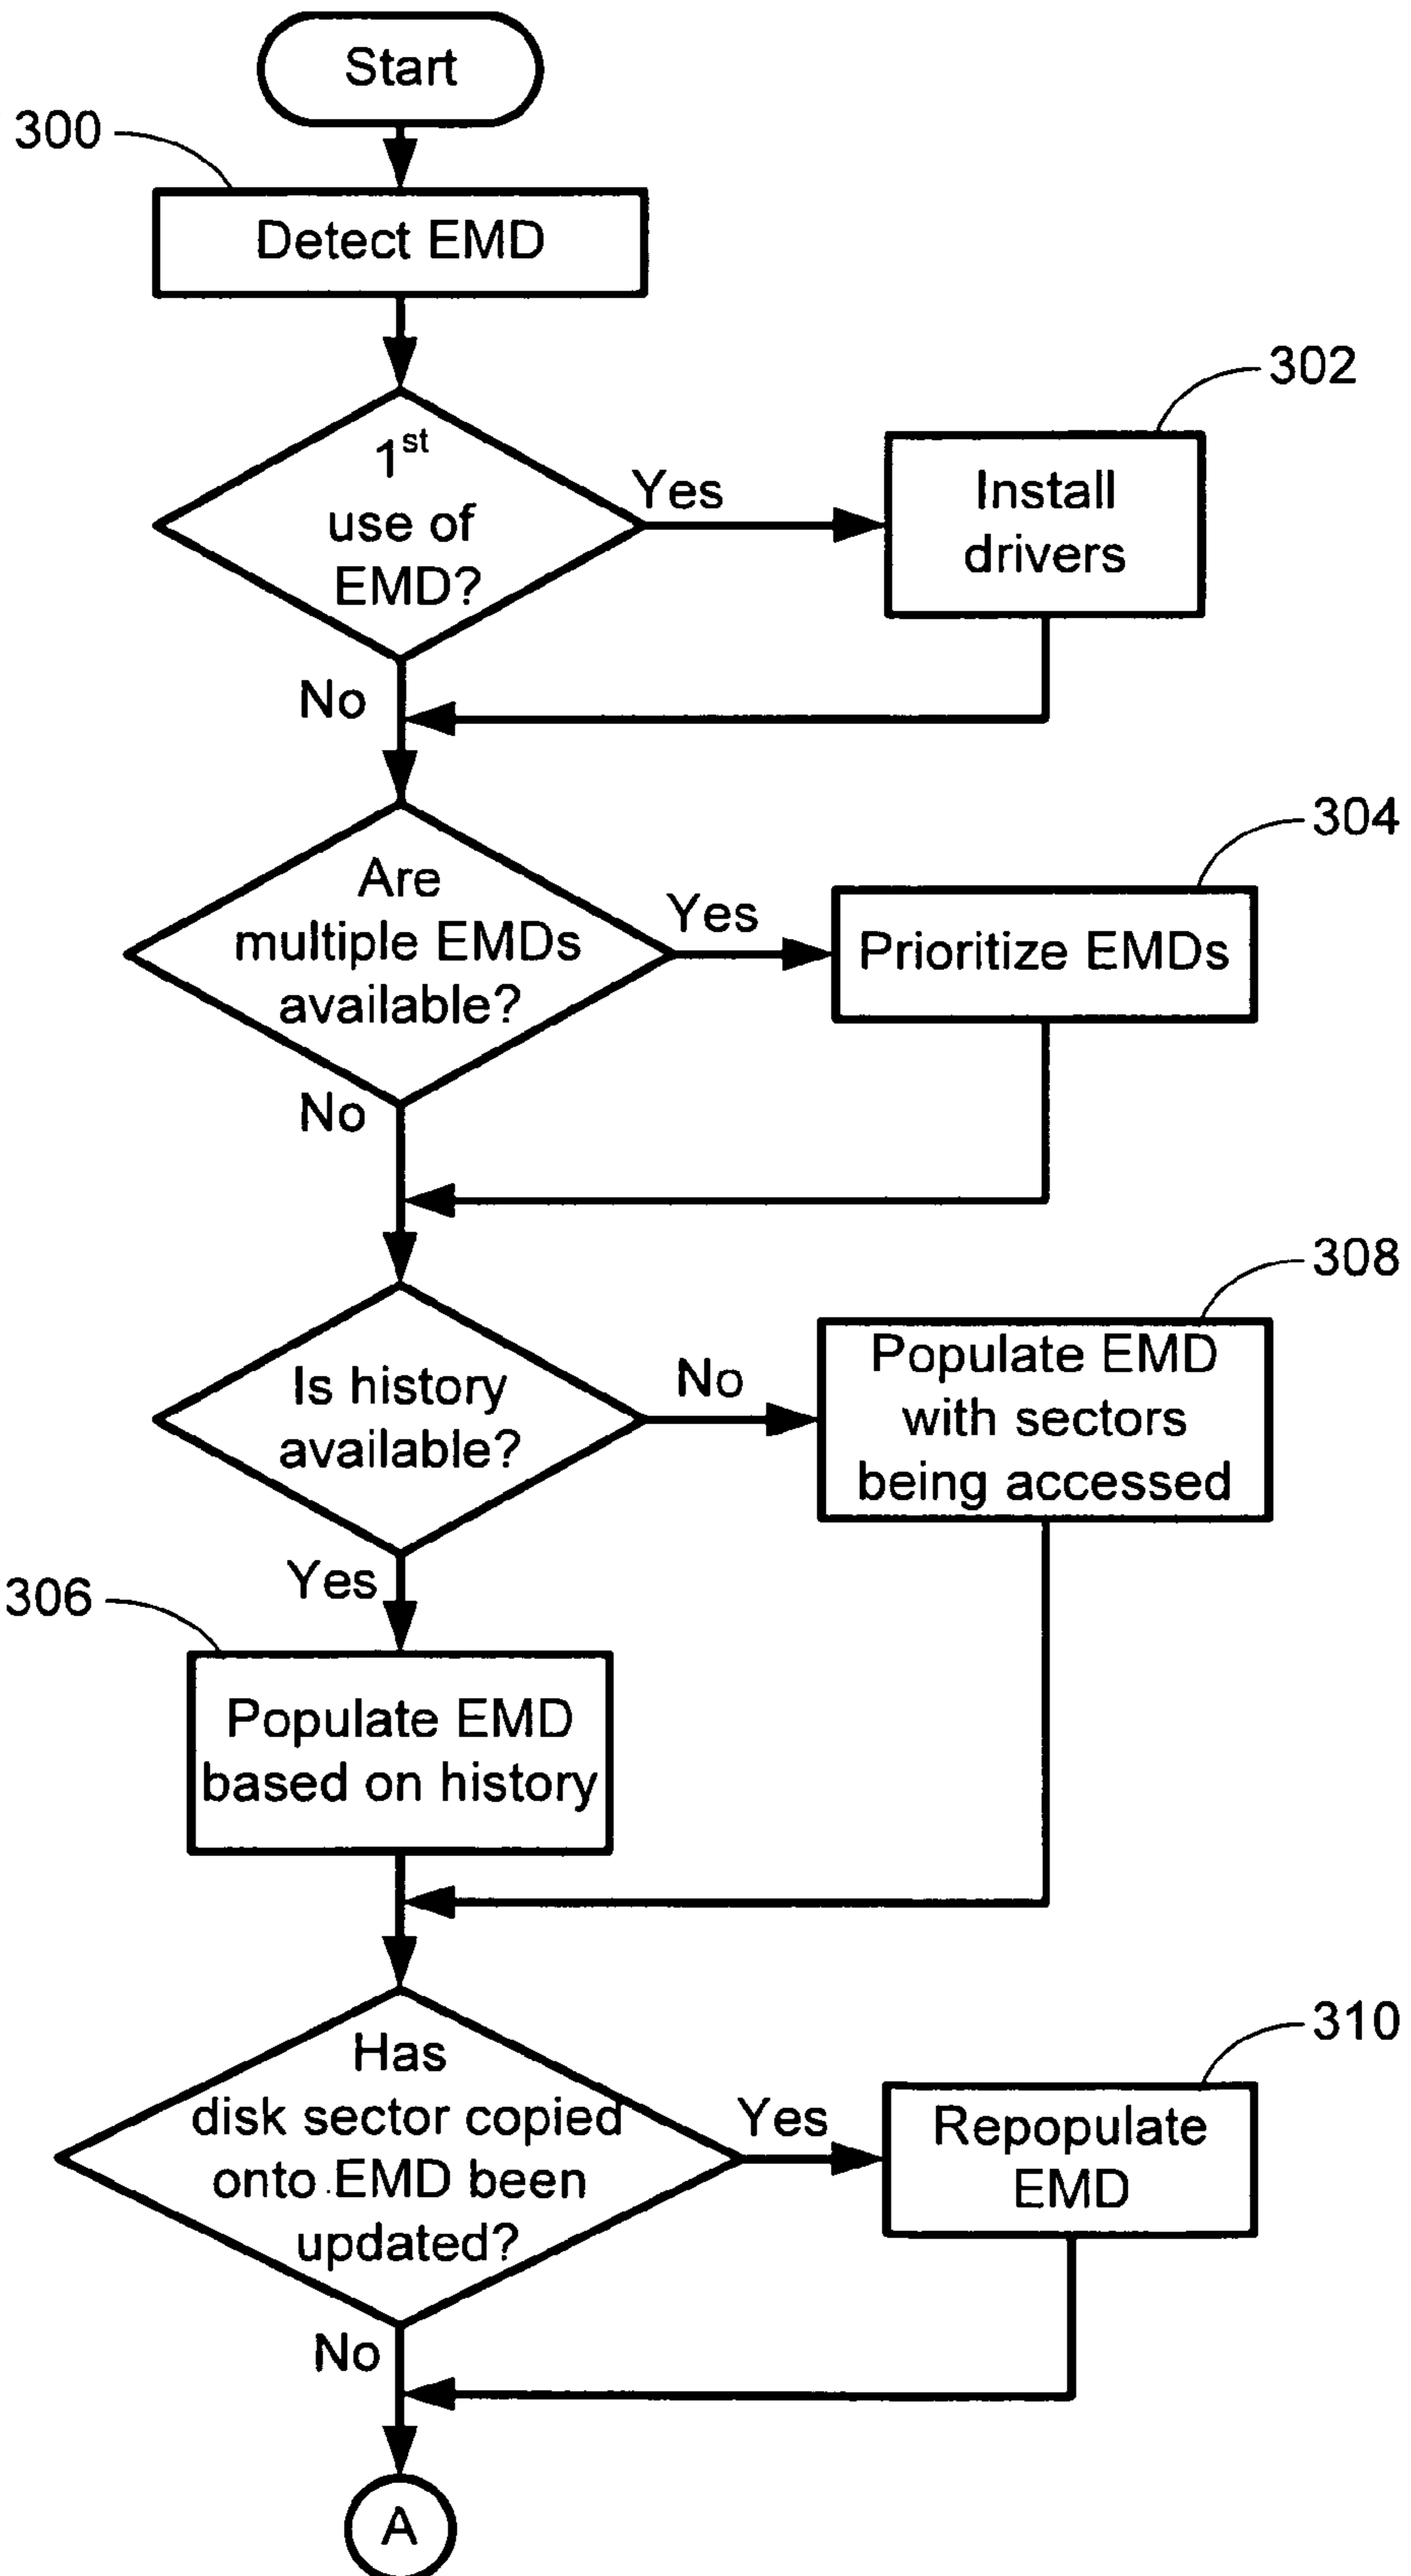 Start
300
Detect EMD
1st
use of
EMD?
Yes
302
Install
drivers
No
Are
multiple EMDs
available?
Yes
304
Prioritize EMDs
No
Is history
available?
No
308
Populate EMD
with sectors
being accessed
Yes
306
Populate EMD
based on history
Has
disk sector copied
onto EMD been
updated?
Yes
310
Repopulate
EMD
No
A